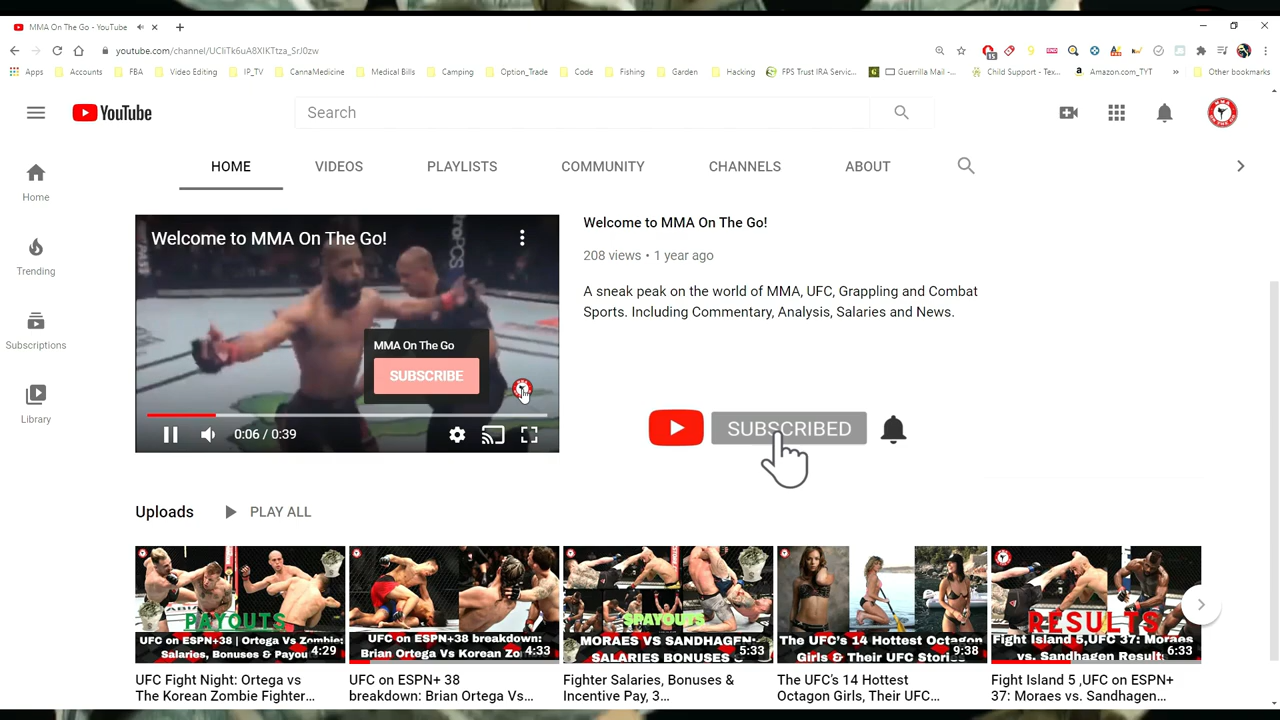 MMA On The Go - YouTube
youtube.com/channel/UCIiTk6uA8XIKTtza_SrJ0zw
15
Apps Accounts FBA Video Editing IP_TV CannaMedicine Medical Bills Camping Option_Trade Code Fishing Garden Hacking FPS Trust IRA Servic... Guerrilla Mail -... Child Support - Tex... Amazon.com_TYT » Other bookmarks
YouTube
Search
HOME VIDEOS PLAYLISTS COMMUNITY CHANNELS ABOUT
Home
Trending
Subscriptions
Library
Welcome to MMA On The Go!
MMA On The Go
SUBSCRIBE
0:06 / 0:39
Welcome to MMA On The Go!
208 views • 1 year ago
A sneak peak on the world of MMA, UFC, Grappling and Combat
Sports. Including Commentary, Analysis, Salaries and News.
SUBSCRIBED
Uploads PLAY ALL
PAYOUTS
UFC on ESPN+38 | Ortega Vs Zombie:
Salaries, Bonuses & Payou
4:29
UFC Fight Night: Ortega vs
The Korean Zombie Fighter...
UFC on ESPN+38 breakdown:
Brian Ortega Vs Korean Zo
4:33
UFC on ESPN+ 38
breakdown: Brian Ortega Vs...
$PAYOUTS
MORAES VS SANDHAGEN:
SALARIES BONUSES &
5:33
Fighter Salaries, Bonuses &
Incentive Pay, 3...
The UFC's 14 Hottest Octagon
Girls & Their UFC Stories
9:38
The UFC's 14 Hottest
Octagon Girls, Their UFC...
RESULTS
Fight Island 5,UFC 37: Moraes
vs. Sandhagen Result
6:33
Fight Island 5 ,UFC on ESPN+
37: Moraes vs. Sandhagen...